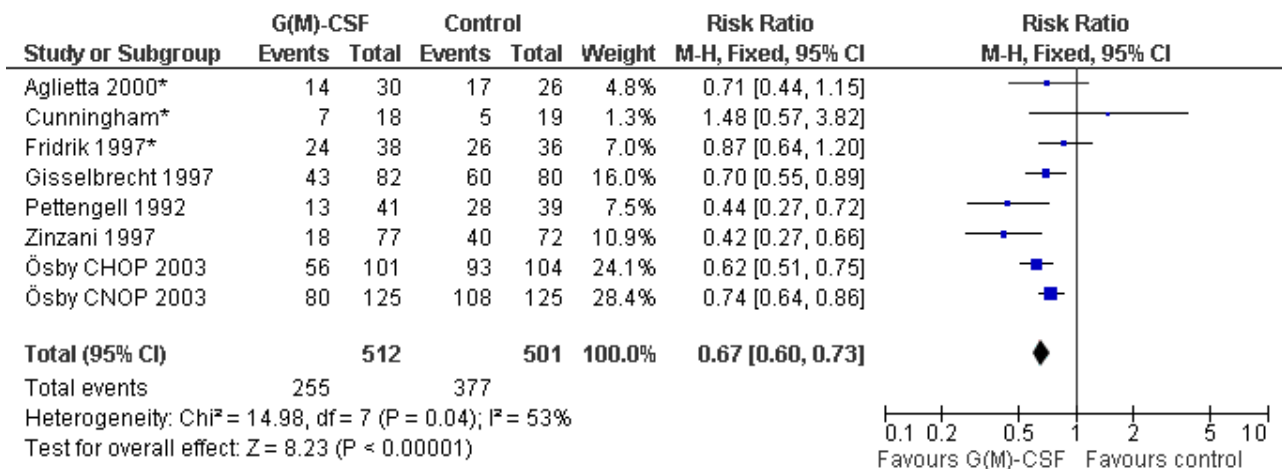 G(M)-CSF Control Risk Ratio Risk Ratio
Study or Subgroup Events Total Events Total Weight M-H, Fixed, 95% CI M-H, Fixed, 95% CI
Aglietta 2000* 14 30 17 26 4.8% 0.71 [0.44, 1.15]
Cunningham* 7 18 5 19 1.3% 1.48 [0.57, 3.82]
Fridrik 1997* 24 38 26 36 7.0% 0.87 [0.64, 1.20]
Gisselbrecht 1997 43 82 60 80 16.0% 0.70 [0.55, 0.89]
Pettengell 1992 13 41 28 39 7.5% 0.44 [0.27, 0.72]
Zinzani 1997 18 77 40 72 10.9% 0.42 [0.27, 0.66]
Ösby CHOP 2003 56 101 93 104 24.1% 0.62 [0.51, 0.75]
Ösby CNOP 2003 80 125 108 125 28.4% 0.74 [0.64, 0.86]
Total (95% CI) 512 501 100.0% 0.67 [0.60, 0.73]
Total events 255 377
Heterogeneity: Chi² = 14.98, df = 7 (P = 0.04); I² = 53%
Test for overall effect: Z = 8.23 (P < 0.00001)
0.1 0.2 0.5 1 2 5 10
Favours G(M)-CSF Favours control